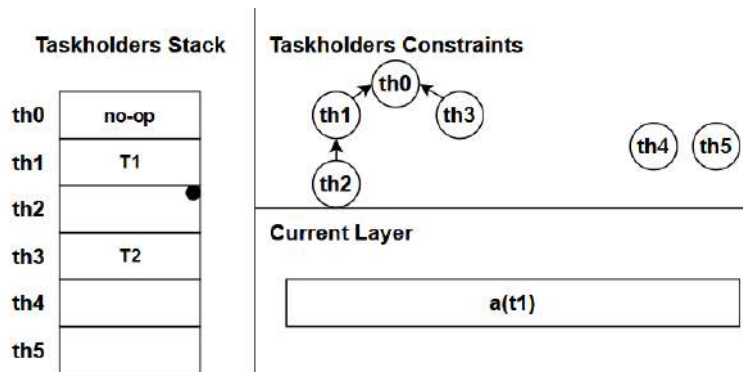 Taskholders Stack
th0 no-op
th1 T1
th2
th3 T2
th4
th5
Taskholders Constraints
th0
th1 th3
th4 th5
th2
Current Layer
a(t1)